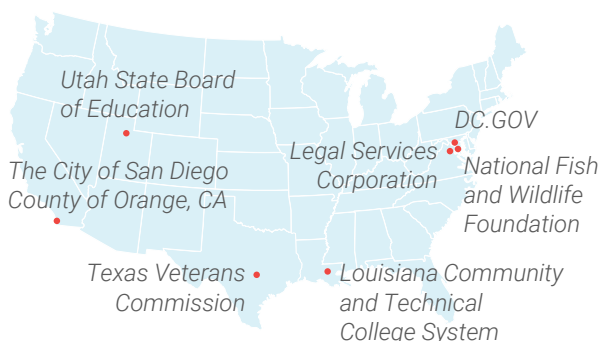 Utah State Board
of Education
DC.GOV
Legal Services
Corporation
National Fish
and Wildlife
Foundation
The City of San Diego
County of Orange, CA
Texas Veterans
Commission
Louisiana Community
and Technical
College System